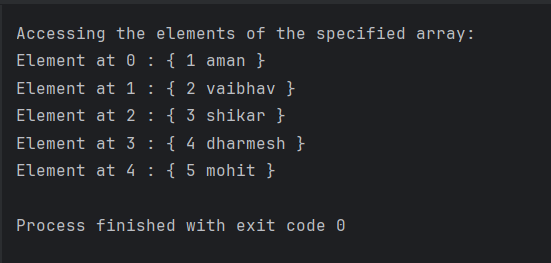 Accessing the elements of the specified array:
Element at 0 : { 1 aman }
Element at 1 : { 2 vaibhav }
Element at 2 : { 3 shikar }
Element at 3 : { 4 dharmesh }
Element at 4 : { 5 mohit }
Process finished with exit code 0